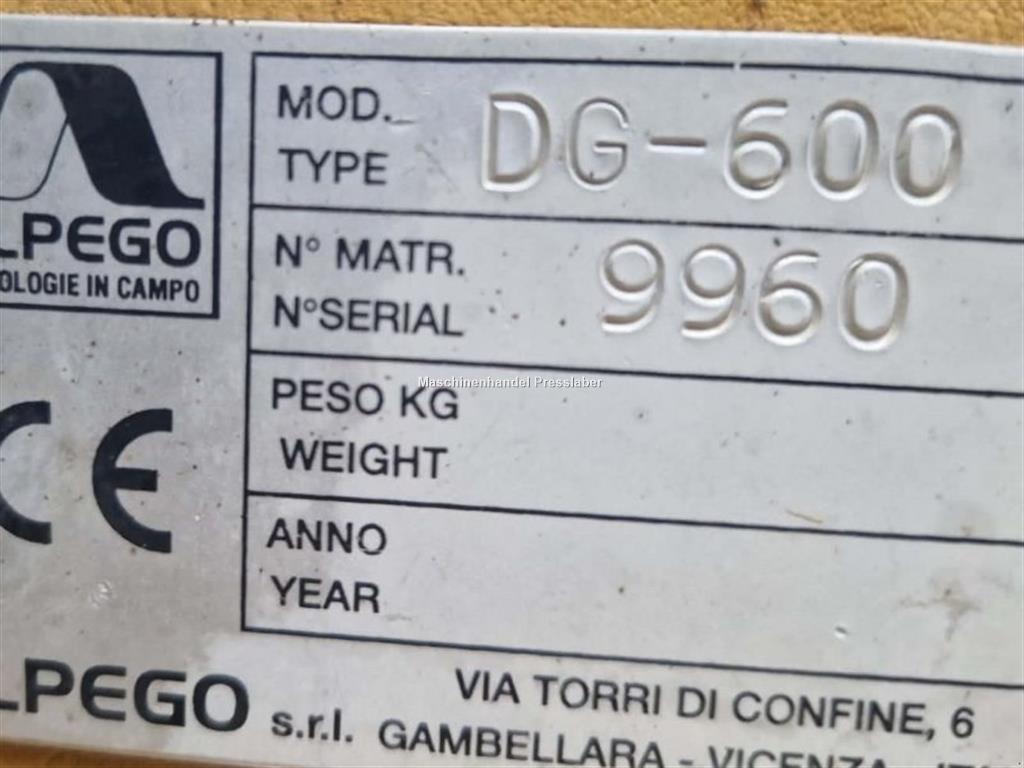 MOD. DG-600
TYPE
LPEGO
OLOGIE IN CAMPO
N° MATR. 9960
N° SERIAL
Maschinenhandel Presslaber
PESO KG
WEIGHT
CE
ANNO
YEAR
LPEGO s.r.l.
VIA TORRI DI CONFINE, 6
GAMBELLARA - VICENZA -